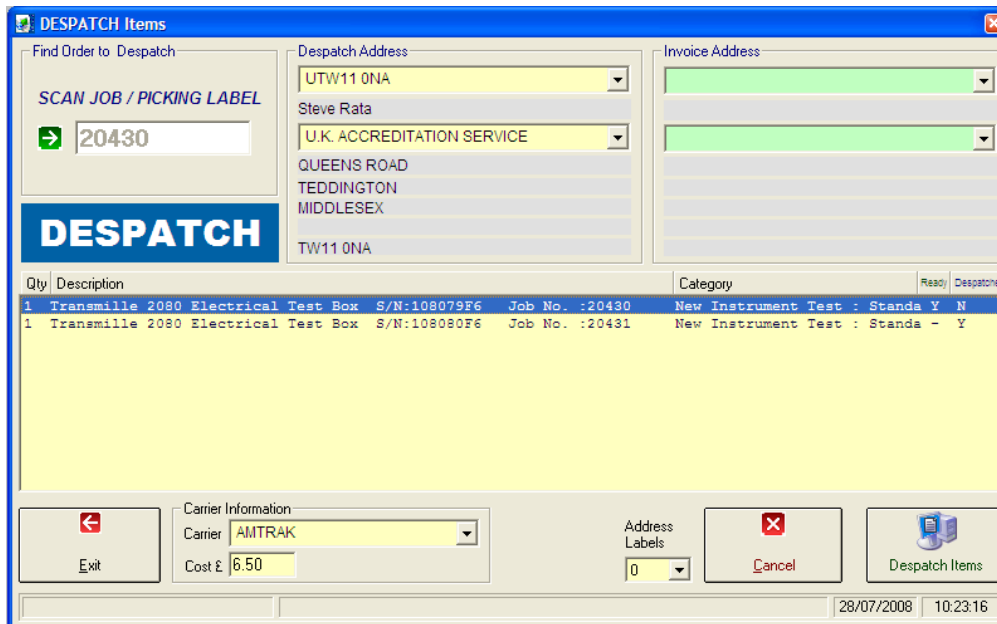 DESPATCH Items
Find Order to Despatch
SCAN JOB / PICKING LABEL
20430
DESPATCH
Despatch Address
UTW11 0NA
Steve Rata
U.K. ACCREDITATION SERVICE
QUEENS ROAD
TEDDINGTON
MIDDLESEX
TW11 0NA
Invoice Address
Qty Description Category Ready Despatche
1 Transmille 2080 Electrical Test Box S/N:108079F6 Job No. :20430 New Instrument Test : Standa Y N
1 Transmille 2080 Electrical Test Box S/N:108080F6 Job No. :20431 New Instrument Test : Standa - Y
Exit
Carrier Information
Carrier AMTRAK
Cost £ 6.50
Address
Labels
0
Cancel
Despatch Items
28/07/2008 10:23:16